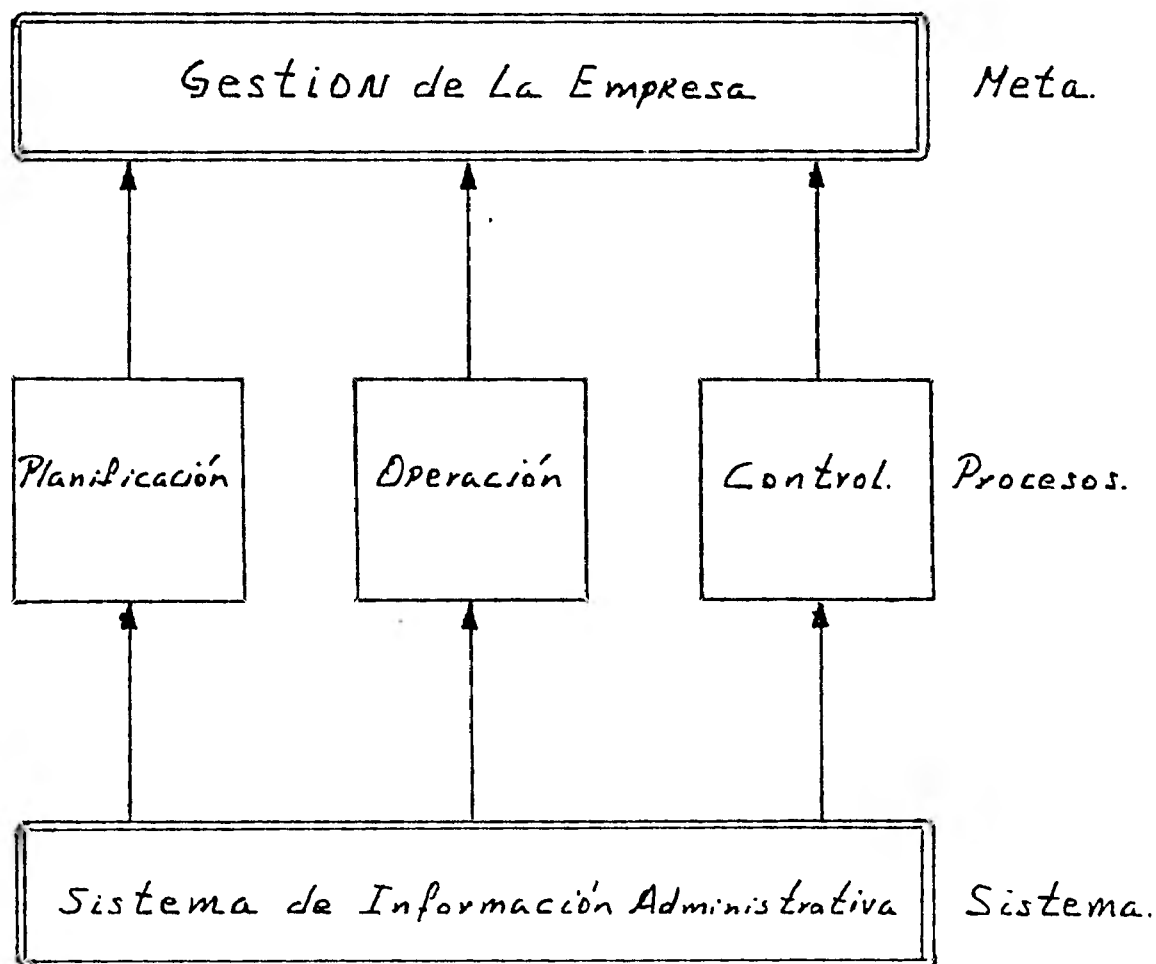 Gestion de La Empresa Meta.
Planificación Operación Control. Procesos.
Sistema de Información Administrativa Sistema.